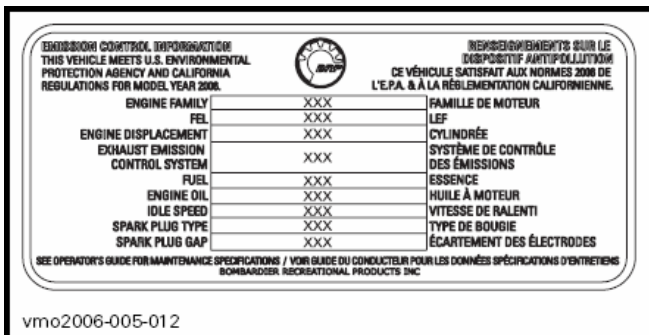 EMISSION CONTROL INFORMATION
THIS VEHICLE MEETS U.S. ENVIRONMENTAL
PROTECTION AGENCY AND CALIFORNIA
REGULATIONS FOR MODEL YEAR 2006.
BRP
RENSEIGNEMENTS SUR LE
DISPOSITIF ANTIPOLLUTION
CE VÉHICULE SATISFAIT AUX NORMES 2006 DE
L'E.P.A. & À LA RÉGLEMENTATION CALIFORNIENNE.
ENGINE FAMILY XXX FAMILLE DE MOTEUR
FEL XXX LEF
ENGINE DISPLACEMENT XXX CYLINDRÉE
EXHAUST EMISSION
CONTROL SYSTEM XXX SYSTÈME DE CONTRÔLE
DES ÉMISSIONS
FUEL XXX ESSENCE
ENGINE OIL XXX HUILE À MOTEUR
IDLE SPEED XXX VITESSE DE RALENTI
SPARK PLUG TYPE XXX TYPE DE BOUGIE
SPARK PLUG GAP XXX ÉCARTEMENT DES ÉLECTRODES
SEE OPERATOR'S GUIDE FOR MAINTENANCE SPECIFICATIONS / VOIR GUIDE DU CONDUCTEUR POUR LES DONNÉES SPÉCIFICATIONS D'ENTRETIENS
BOMBARDIER RECREATIONAL PRODUCTS INC
vmo2006-005-012